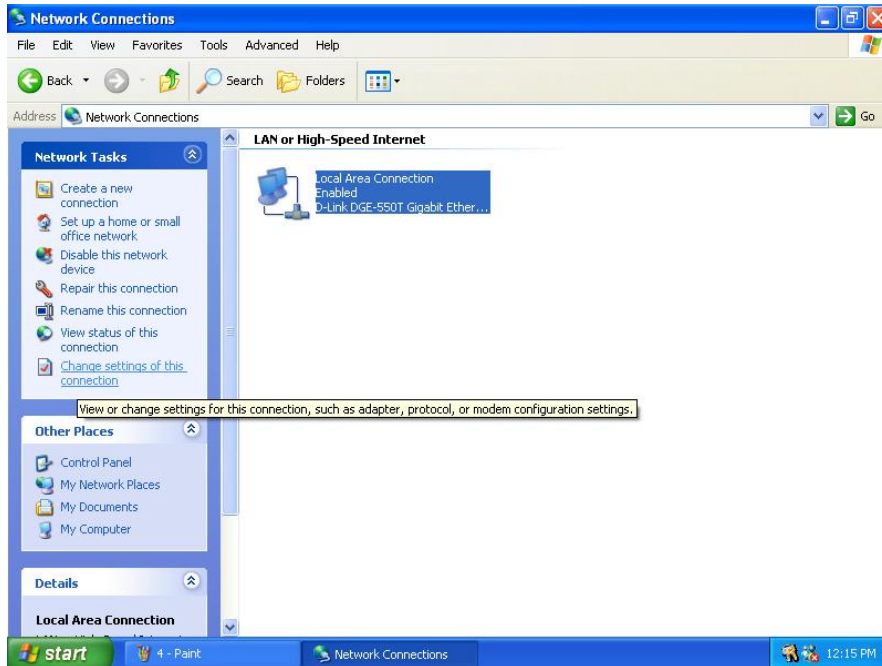 Network Connections
File Edit View Favorites Tools Advanced Help
Back Search Folders
Address Network Connections Go
Network Tasks
Create a new
connection
Set up a home or small
office network
Disable this network
device
Repair this connection
Rename this connection
View status of this
connection
Change settings of this
connection
View or change settings for this connection, such as adapter, protocol, or modem configuration settings.
Other Places
Control Panel
My Network Places
My Documents
My Computer
Details
Local Area Connection
LAN or High-Speed Internet
Local Area Connection
Enabled
D-Link DGE-550T Gigabit Ether...
start 4 - Paint Network Connections 12:15 PM